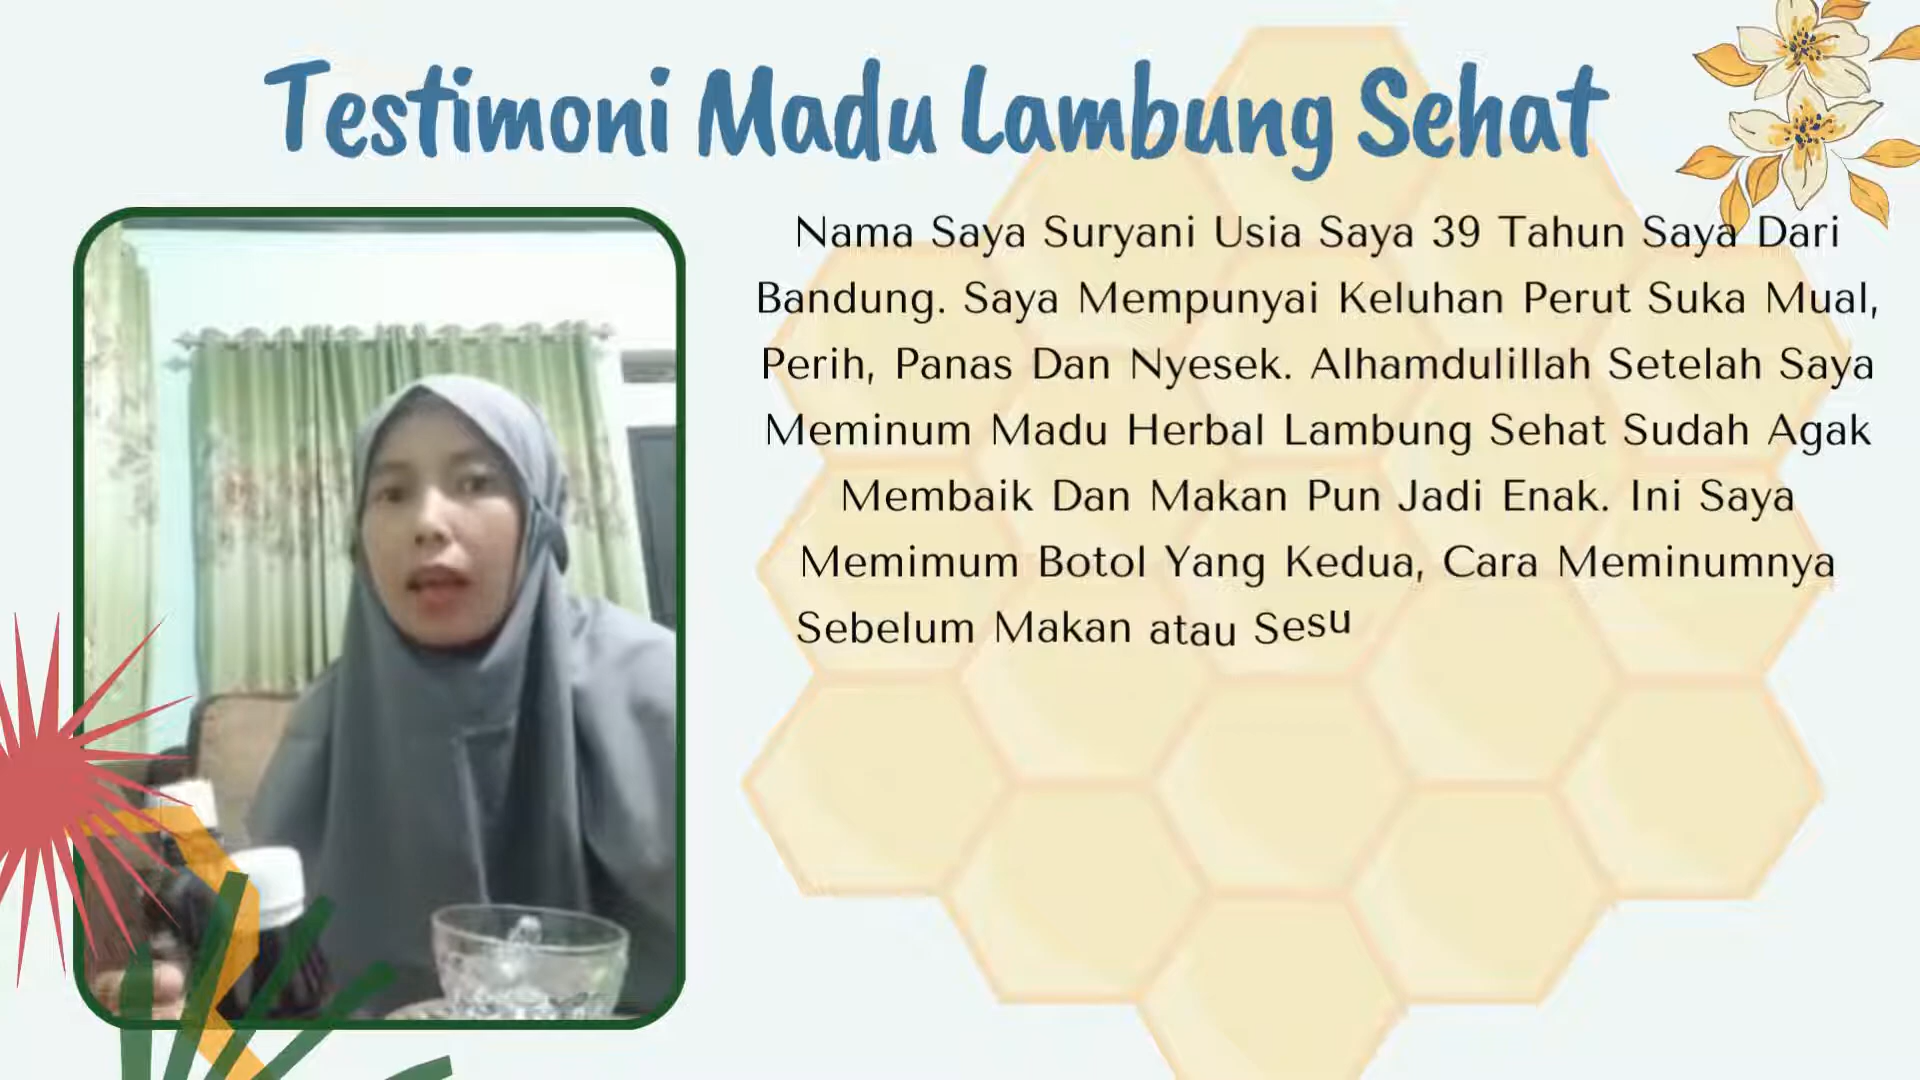 Testimoni Madu Lambung Sehat
Nama Saya Suryani Usia Saya 39 Tahun Saya Dari
Bandung. Saya Mempunyai Keluhan Perut Suka Mual,
Perih, Panas Dan Nyesek. Alhamdulillah Setelah Saya
Meminum Madu Herbal Lambung Sehat Sudah Agak
Membaik Dan Makan Pun Jadi Enak. Ini Saya
Memimum Botol Yang Kedua, Cara Meminumnya
Sebelum Makan atau Sesu